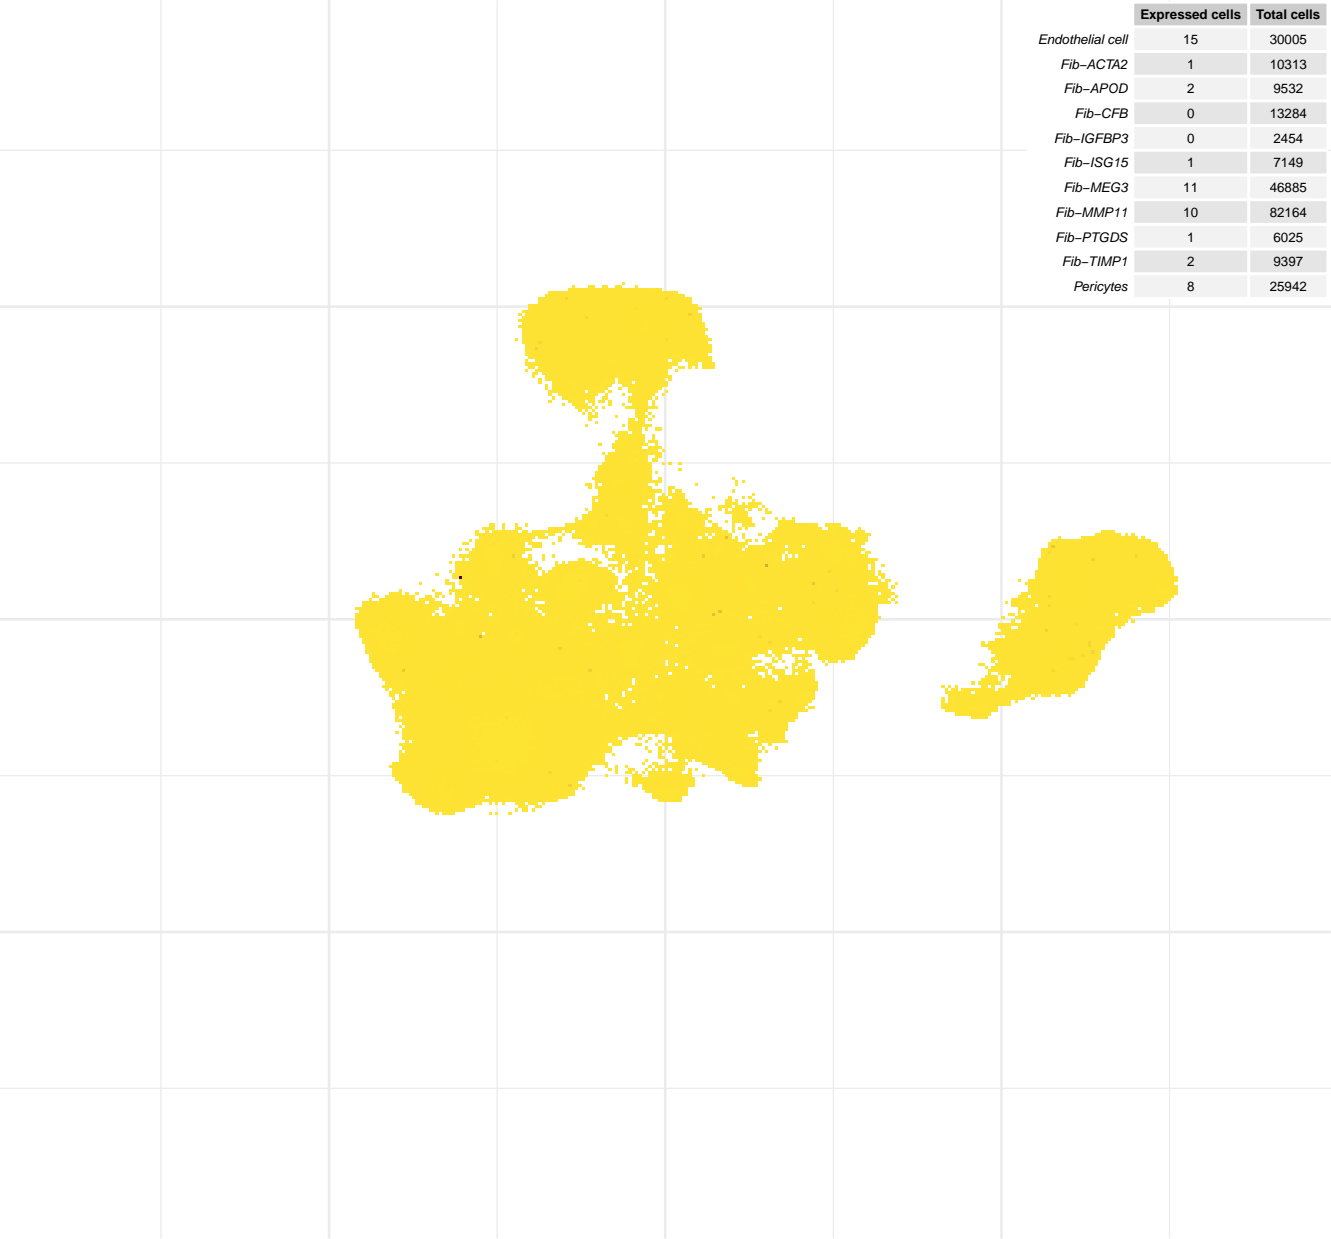 Expressed cells Total cells
Endothelial cell 15 30005
Fib−ACTA2 1 10313
Fib−APOD 2 9532
Fib−CFB 0 13284
Fib−IGFBP3 0 2454
Fib−ISG15 1 7149
Fib−MEG3 11 46885
Fib−MMP11 10 82164
Fib−PTGDS 1 6025
Fib−TIMP1 2 9397
Pericytes 8 25942